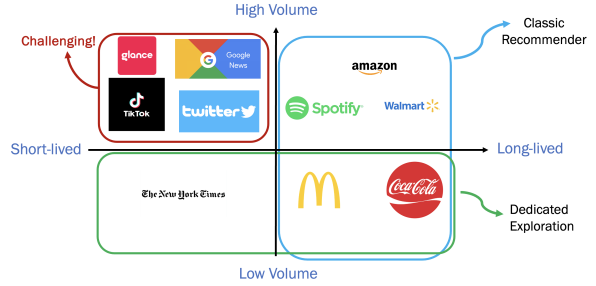 High Volume
Classic
Recommender
Challenging!
glance
G
Google
News
amazon
TikTok
twitter
Spotify
Walmart
Short-lived
Long-lived
The New York Times
Coca-Cola
Dedicated
Exploration
Low Volume